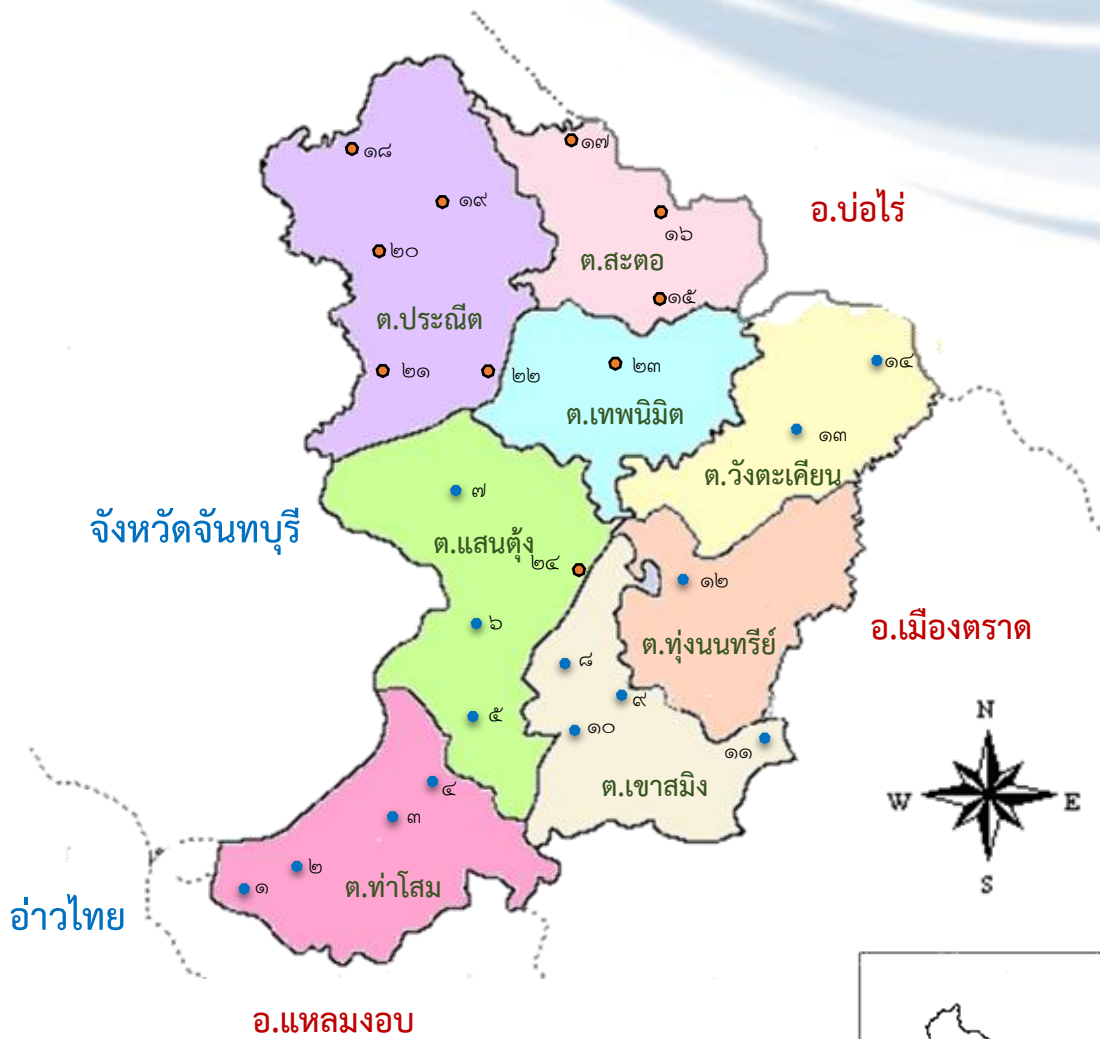 ๑๘
๑๗
๑๙
อ.บ่อไร่
๑๖
๒๐
ต.สะตอ
๑๕
ต.ประณีต
๒๑
๒๒
๒๓
๑๔
ต.เทพนิมิต
๑๓
ต.วังตะเคียน
๗
จังหวัดจันทบุรี
ต.แสนตุ้ง
๒๔
๑๒
๖
อ.เมืองตราด
ต.ทุ่งนนทรีย์
๘
๙
๕
๑๐
๑๑
N
๔
ต.เขาสมิง
W
E
๓
๒
S
๑
ต.ท่าโสม
อ่าวไทย
อ.แหลมงอบ